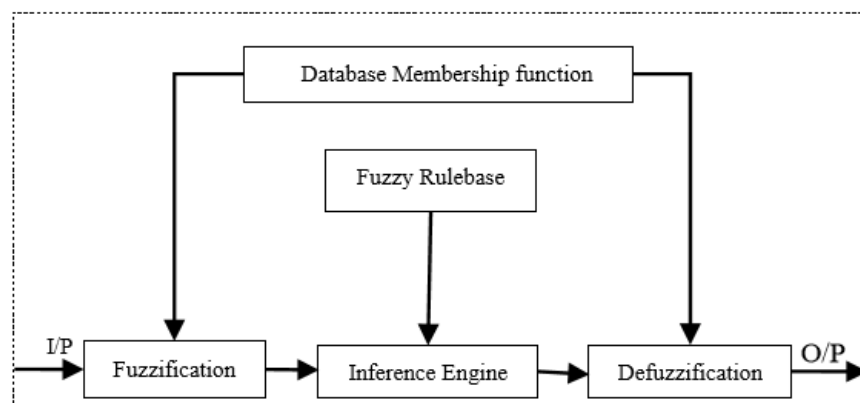 Database Membership function
Fuzzy Rulebase
I/P
Fuzzification
Inference Engine
Defuzzification
O/P